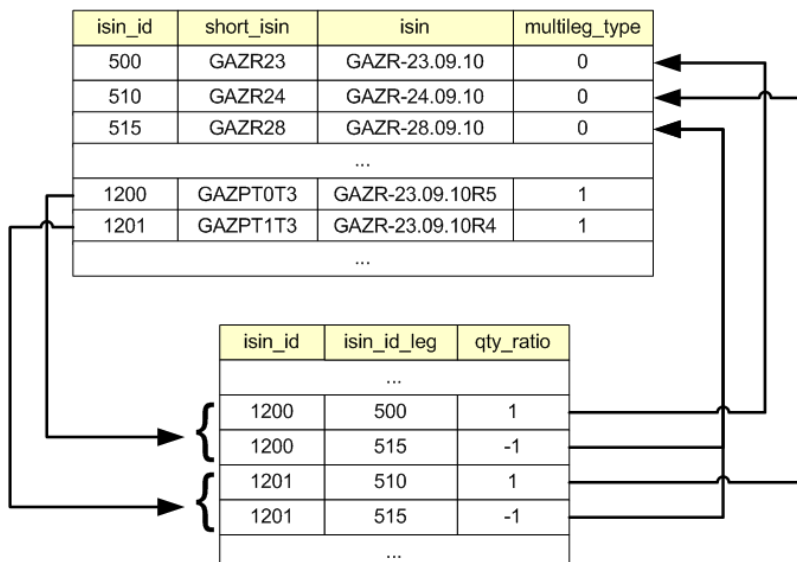 isin_id short_isin isin multileg_type
500 GAZR23 GAZR-23.09.10 0
510 GAZR24 GAZR-24.09.10 0
515 GAZR28 GAZR-28.09.10 0
...
1200 GAZPT0T3 GAZR-23.09.10R5 1
1201 GAZPT1T3 GAZR-23.09.10R4 1
...
isin_id isin_id_leg qty_ratio
...
{ 1200 500 1
1200 515 -1
{ 1201 510 1
1201 515 -1
...